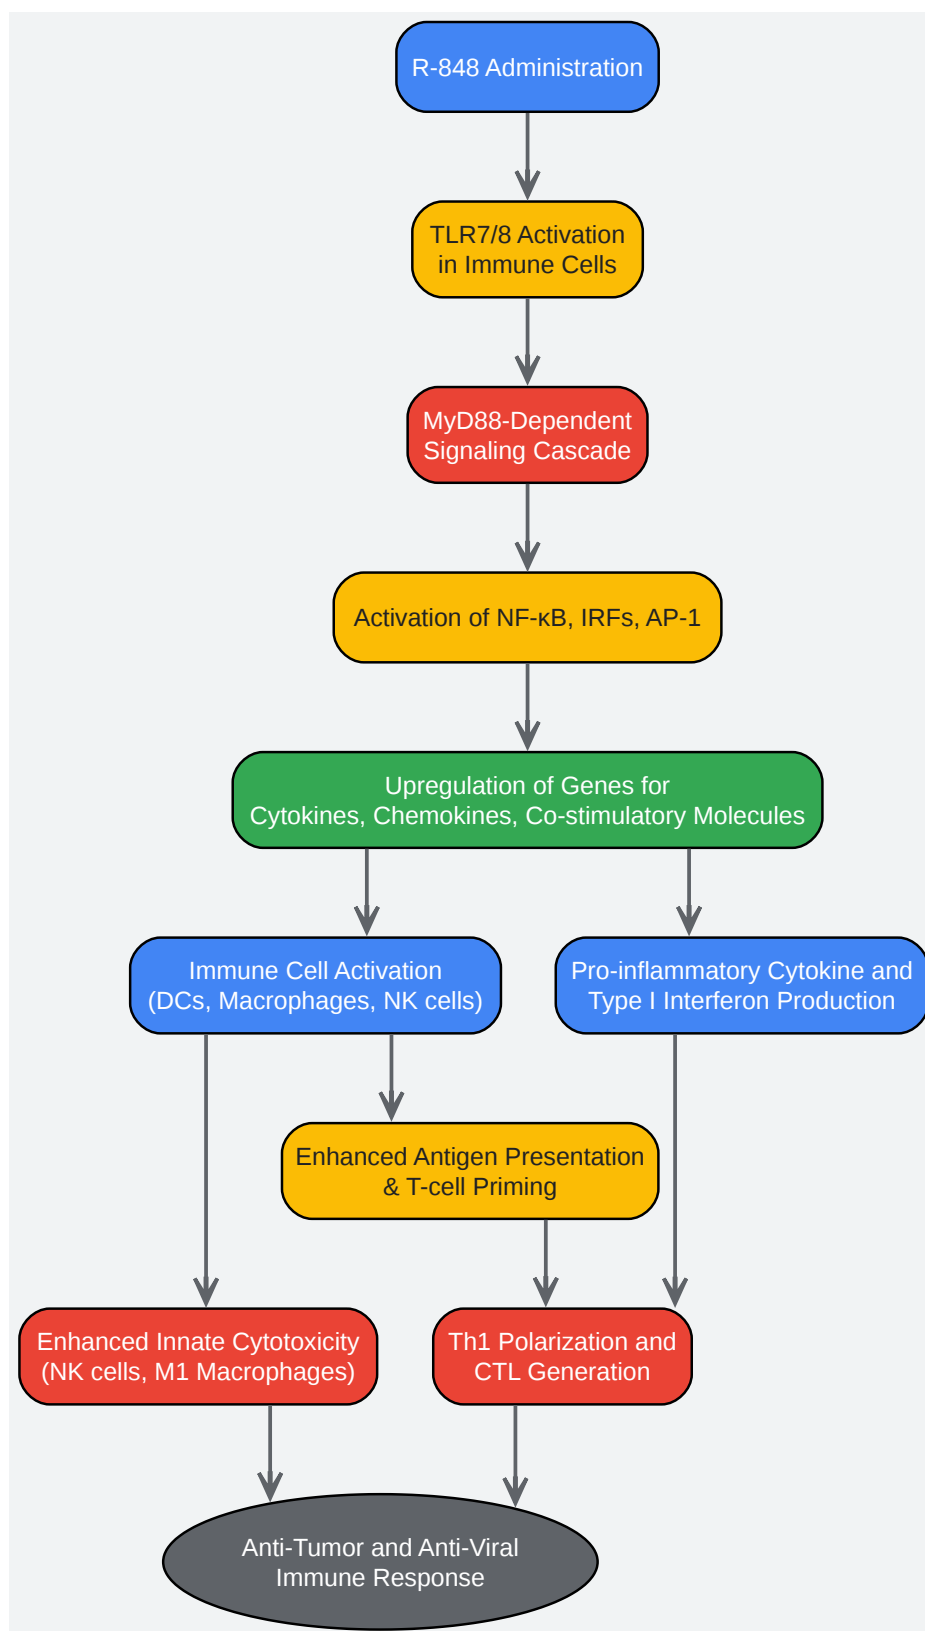 R-848 Administration
TLR7/8 Activation
in Immune Cells
MyD88-Dependent
Signaling Cascade
Activation of NF-κB, IRFs, AP-1
Upregulation of Genes for
Cytokines, Chemokines, Co-stimulatory Molecules
Immune Cell Activation
(DCs, Macrophages, NK cells)
Pro-inflammatory Cytokine and
Type I Interferon Production
Enhanced Antigen Presentation
& T-cell Priming
Enhanced Innate Cytotoxicity
(NK cells, M1 Macrophages)
Th1 Polarization and
CTL Generation
Anti-Tumor and Anti-Viral
Immune Response